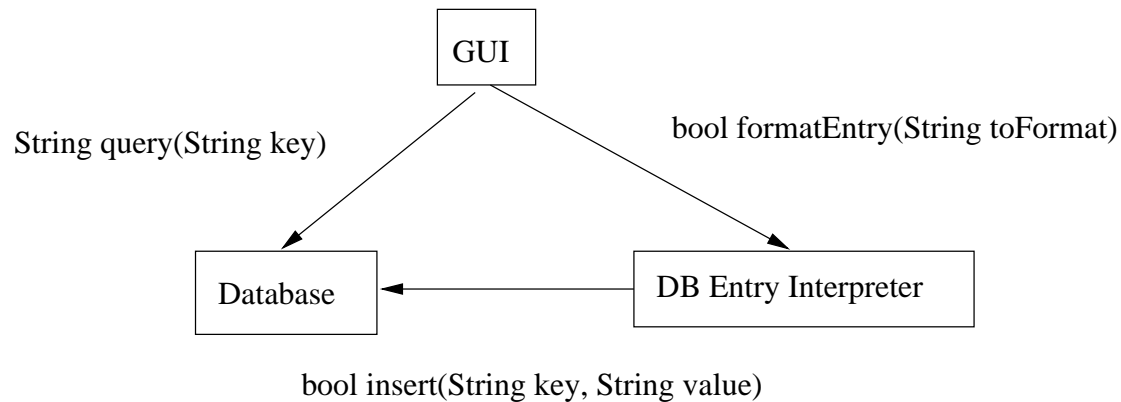 GUI
String query(String key)
bool formatEntry(String toFormat)
Database
DB Entry Interpreter
bool insert(String key, String value)